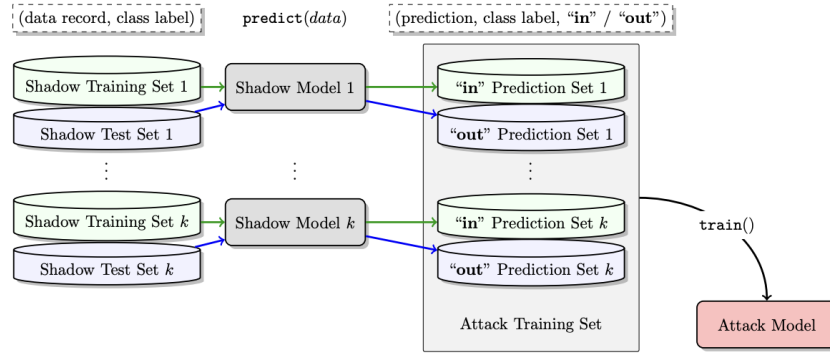 (data record, class label) predict(data) (prediction, class label, “in” / “out”)
Shadow Training Set 1 Shadow Model 1 “in” Prediction Set 1
Shadow Test Set 1 “out” Prediction Set 1
⋮ ⋮ ⋮
Shadow Training Set k Shadow Model k “in” Prediction Set k
train()
Shadow Test Set k “out” Prediction Set k
Attack Training Set Attack Model